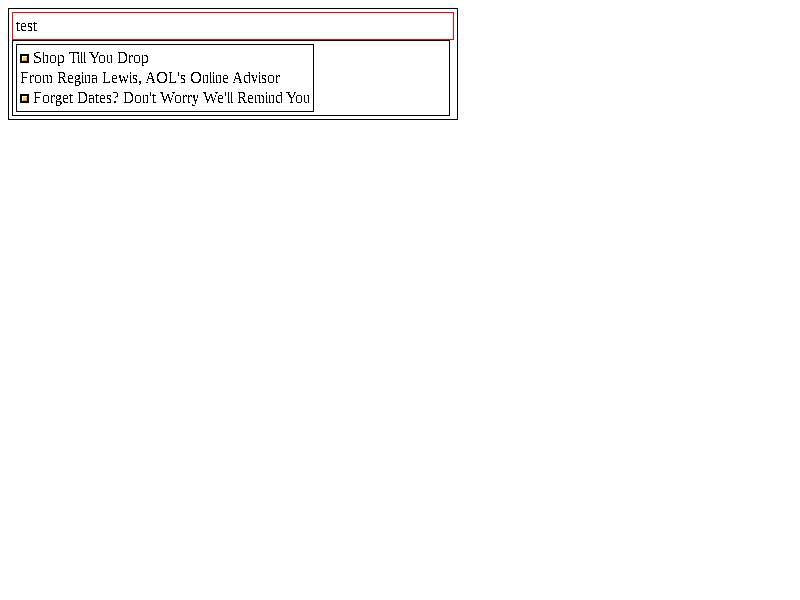 test
Shop Till You Drop
From Regina Lewis, AOL's Online Advisor
Forget Dates? Don't Worry We'll Remind You